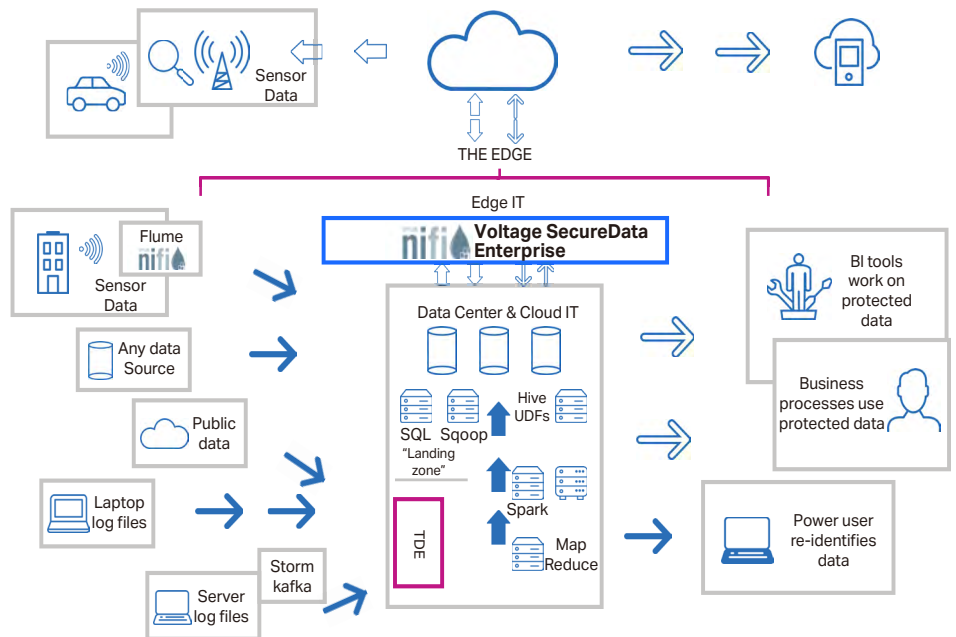 Sensor
Data
THE EDGE
Edge IT
nifi
Voltage SecureData
Enterprise
Flume
nifi
Sensor
Data
Any data
Source
Public
data
Laptop
log files
Storm
kafka
Server
log files
Data Center & Cloud IT
SQL
Sqoop
Hive
UDFs
"Landing
zone"
Spark
TDE
Map
Reduce
BI tools
work on
protected
data
Business
processes use
protected data
Power user
re-identifies
data